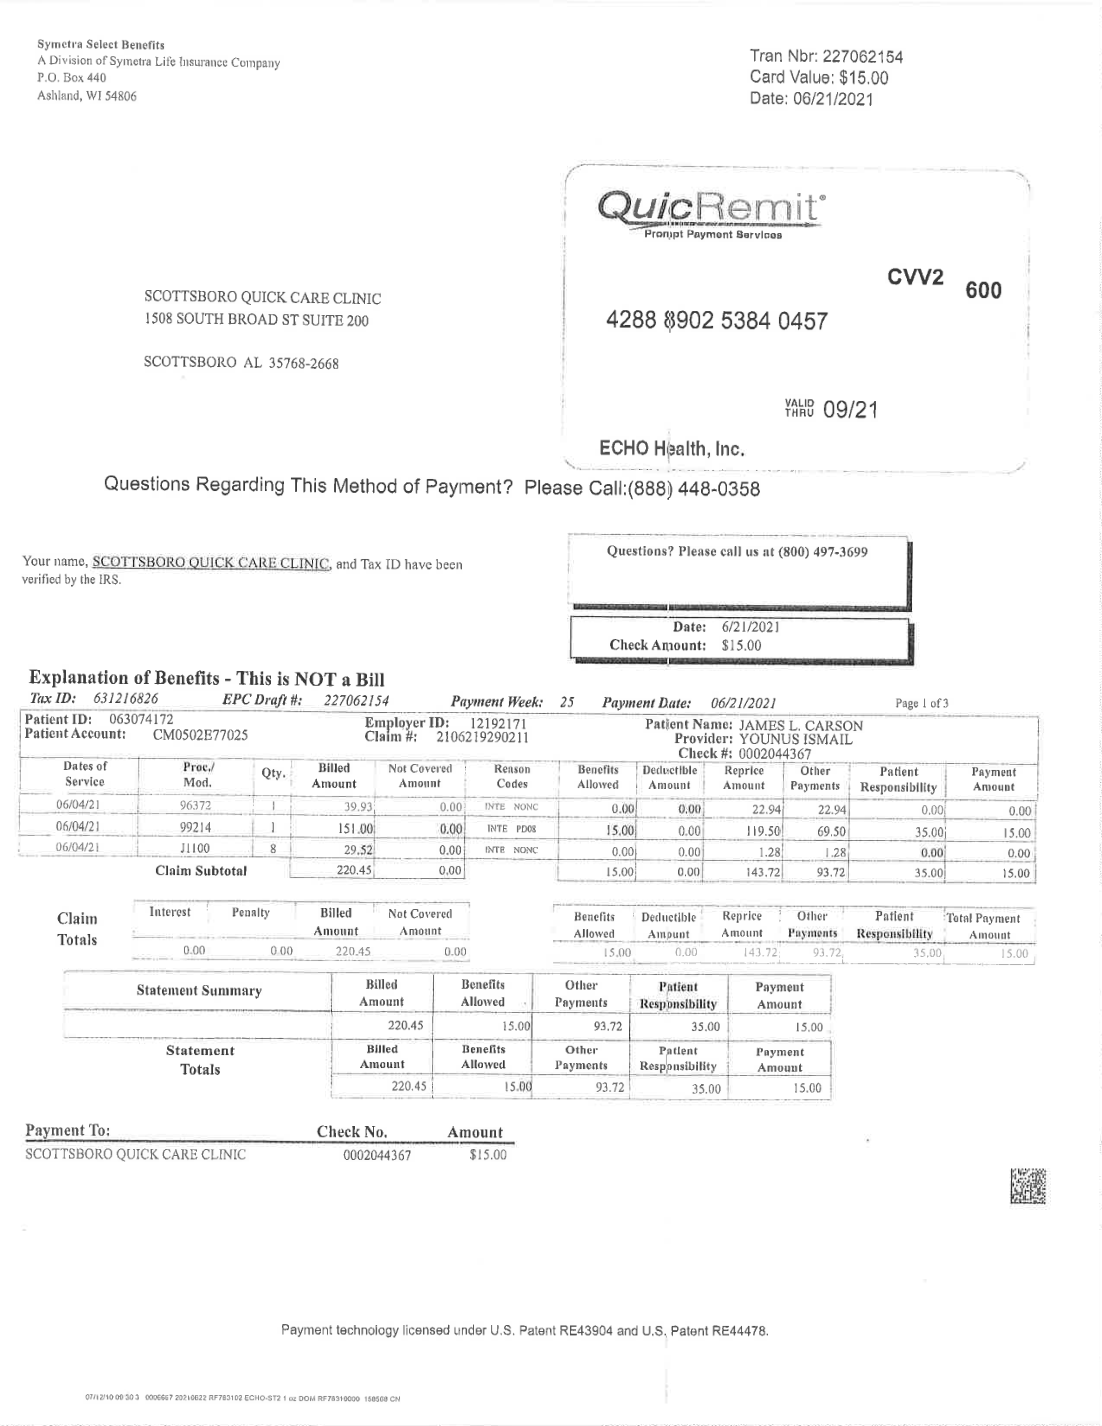 Symetra Select Benefits
A Division of Symetra Life Insurance Company
P.O. Box 440
Ashland, WI 54806
Tran Nbr: 227062154
Card Value: $15.00
Date: 06/21/2021
QuicRemit®
Prompt Payment Services
CVV2 600
4288 8902 5384 0457
VALID THRU 09/21
ECHO Health, Inc.
SCOTTSBORO QUICK CARE CLINIC
1508 SOUTH BROAD ST SUITE 200
SCOTTSBORO AL 35768-2668
Questions Regarding This Method of Payment? Please Call:(888) 448-0358
Your name, SCOTTSBORO QUICK CARE CLINIC, and Tax ID have been
verified by the IRS.
Questions? Please call us at (800) 497-3699
Date: 6/21/2021
Check Amount: $15.00
Explanation of Benefits - This is NOT a Bill
Tax ID: 631216826 EPC Draft #: 227062154 Payment Week: 25 Payment Date: 06/21/2021 Page 1 of 3
Patient ID: 063074172 Employer ID: 12192171 Patient Name: JAMES L. CARSON
Patient Account: CM0502E77025 Claim #: 2106219290211 Provider: YOUNUS ISMAIL
Check #: 0002044367
Dates of Service Proc./ Mod. Qty. Billed Amount Not Covered Amount Reason Codes Benefits Allowed Deductible Amount Reprice Amount Other Payments Patient Responsibility Payment Amount
06/04/21 96372 1 39.93 0.00 INTE NONC 0.00 0.00 22.94 22.94 0.00 0.00
06/04/21 99214 1 151.00 0.00 INTE PD08 15.00 0.00 119.50 69.50 35.00 15.00
06/04/21 J1100 8 29.52 0.00 INTE NONC 0.00 0.00 1.28 1.28 0.00 0.00
Claim Subtotal 220.45 0.00 15.00 0.00 143.72 93.72 35.00 15.00
Claim Totals Interest Penalty Billed Amount Not Covered Amount Benefits Allowed Deductible Amount Reprice Amount Other Payments Patient Responsibility Total Payment Amount
0.00 0.00 220.45 0.00 15.00 0.00 143.72 93.72 35.00 15.00
Statement Summary Billed Amount Benefits Allowed Other Payments Patient Responsibility Payment Amount
220.45 15.00 93.72 35.00 15.00
Statement Totals Billed Amount Benefits Allowed Other Payments Patient Responsibility Payment Amount
220.45 15.00 93.72 35.00 15.00
Payment To: Check No. Amount
SCOTTSBORO QUICK CARE CLINIC 0002044367 $15.00
Payment technology licensed under U.S. Patent RE43904 and U.S. Patent RE44478.
20210622 RF783102 ECHO-ST2 1 oz DOM RF78310000 158508 CN